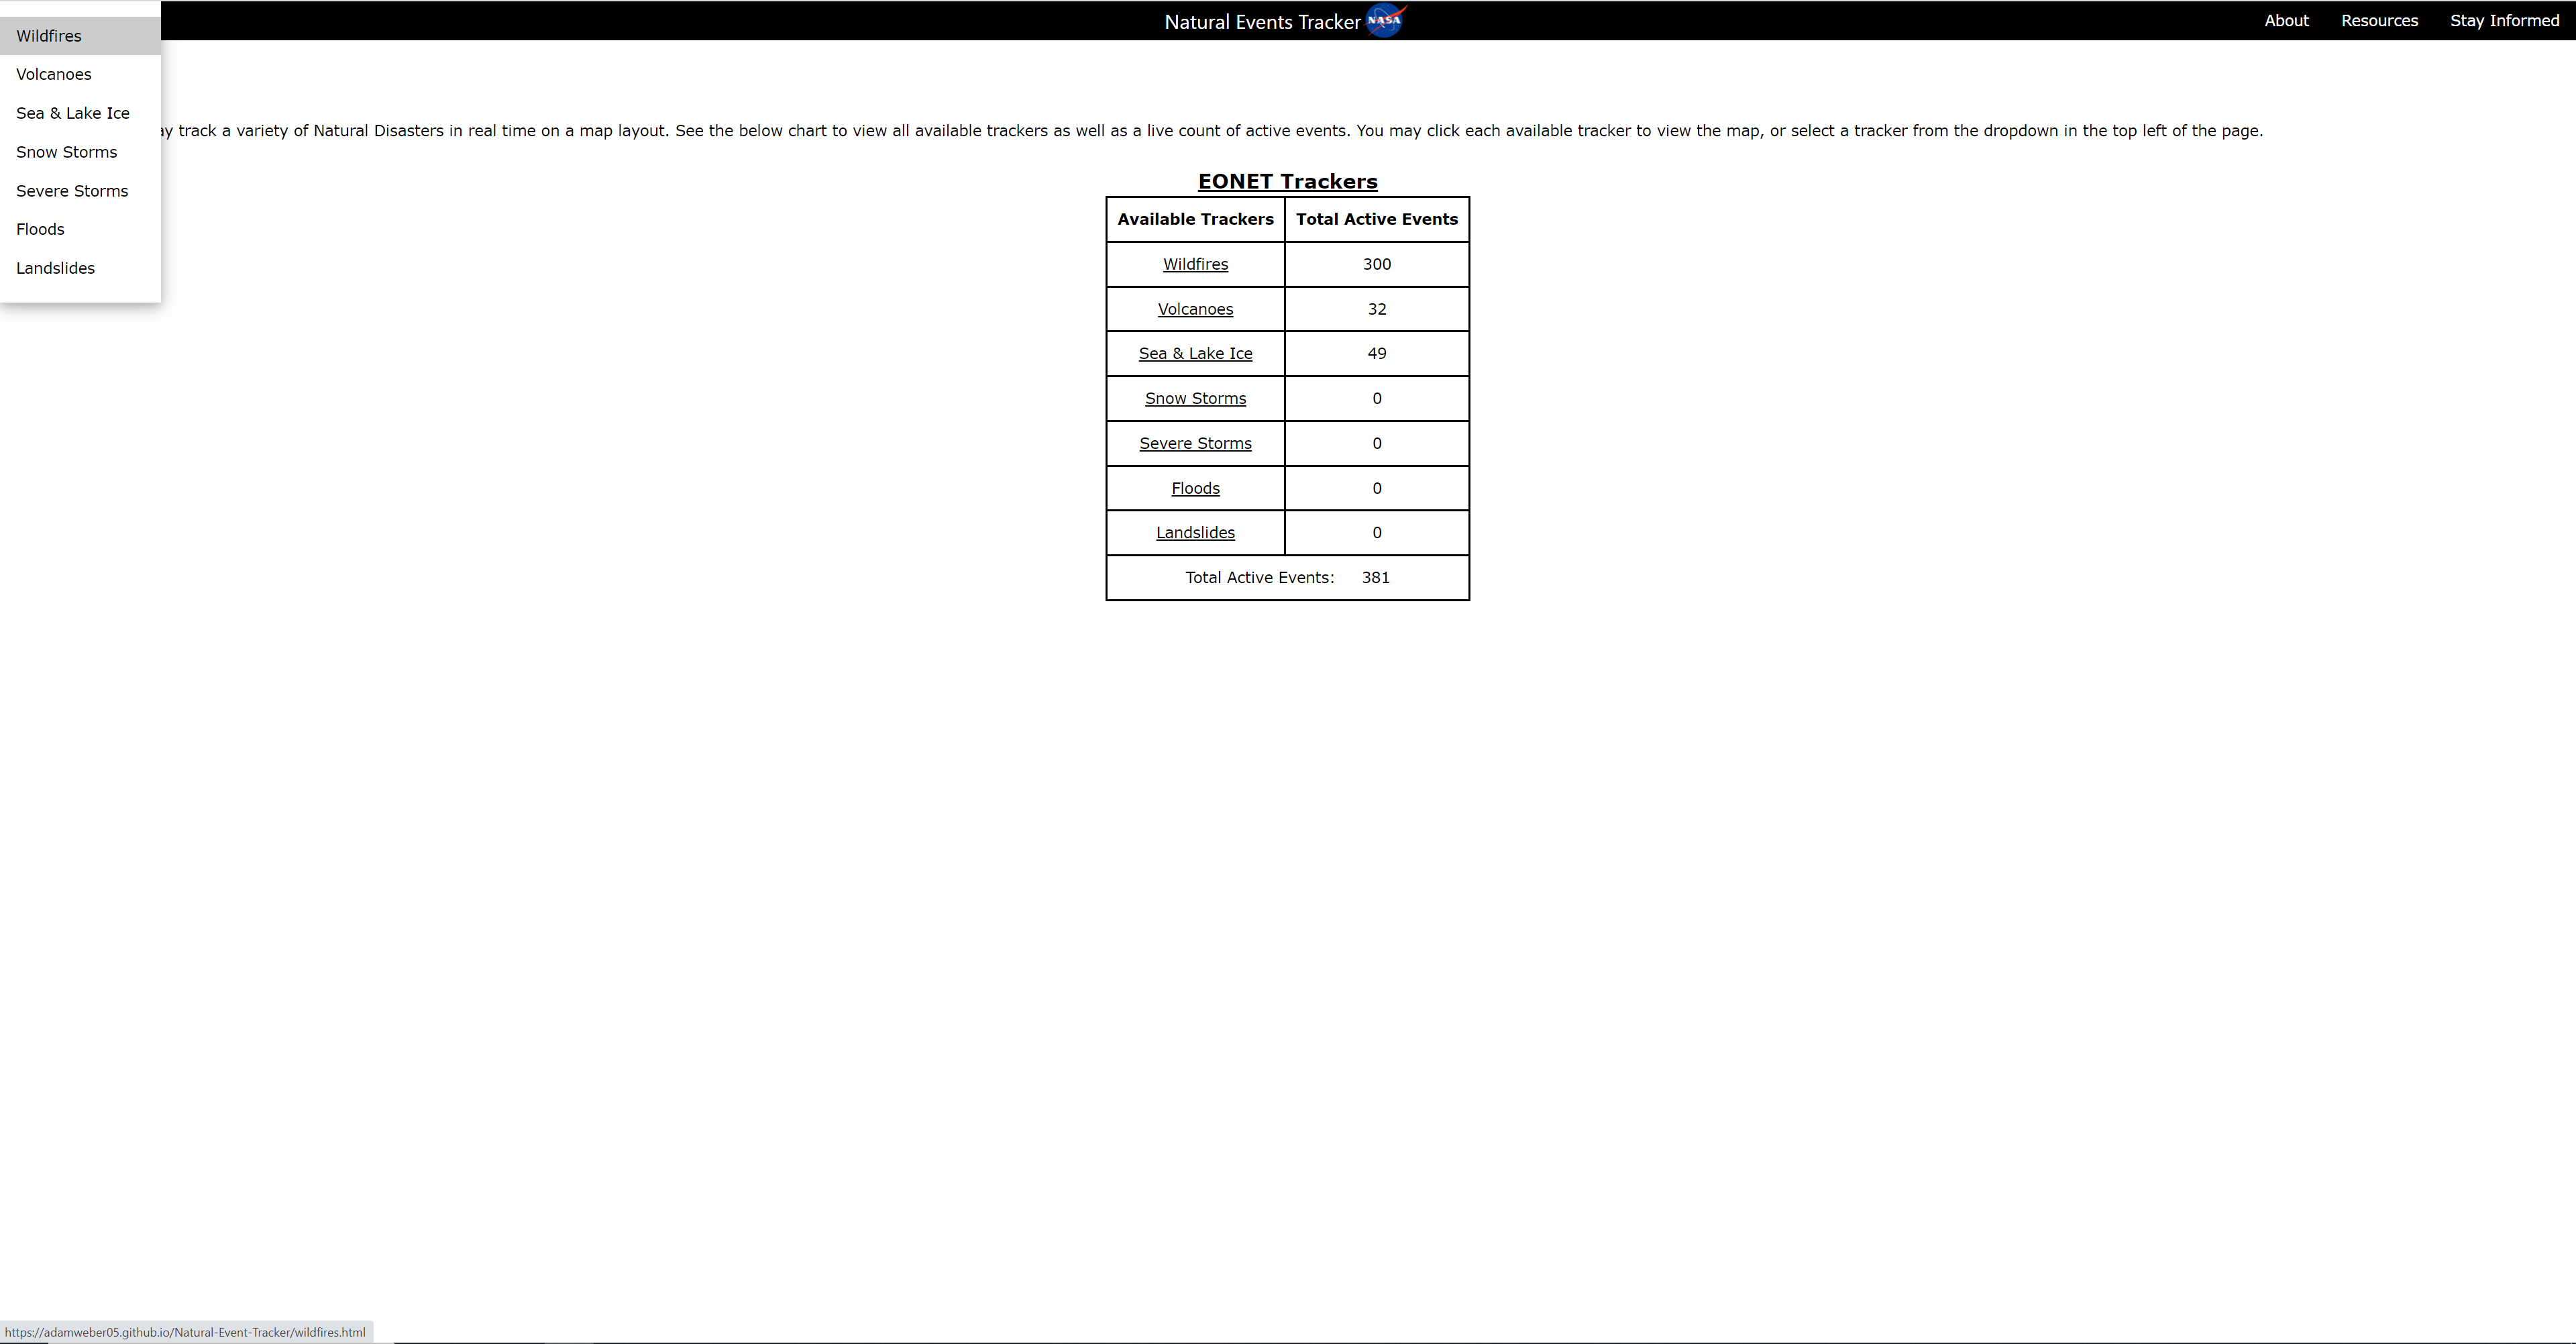 Natural Events Tracker NASA
About Resources Stay Informed
Wildfires
Volcanoes
Sea & Lake Ice
Snow Storms
Severe Storms
Floods
Landslides
track a variety of Natural Disasters in real time on a map layout. See the below chart to view all available trackers as well as a live count of active events. You may click each available tracker to view the map, or select a tracker from the dropdown in the top left of the page.
EONET Trackers
Available Trackers Total Active Events
Wildfires 300
Volcanoes 32
Sea & Lake Ice 49
Snow Storms 0
Severe Storms 0
Floods 0
Landslides 0
Total Active Events: 381
https://adamweber05.github.io/Natural-Event-Tracker/wildfires.html